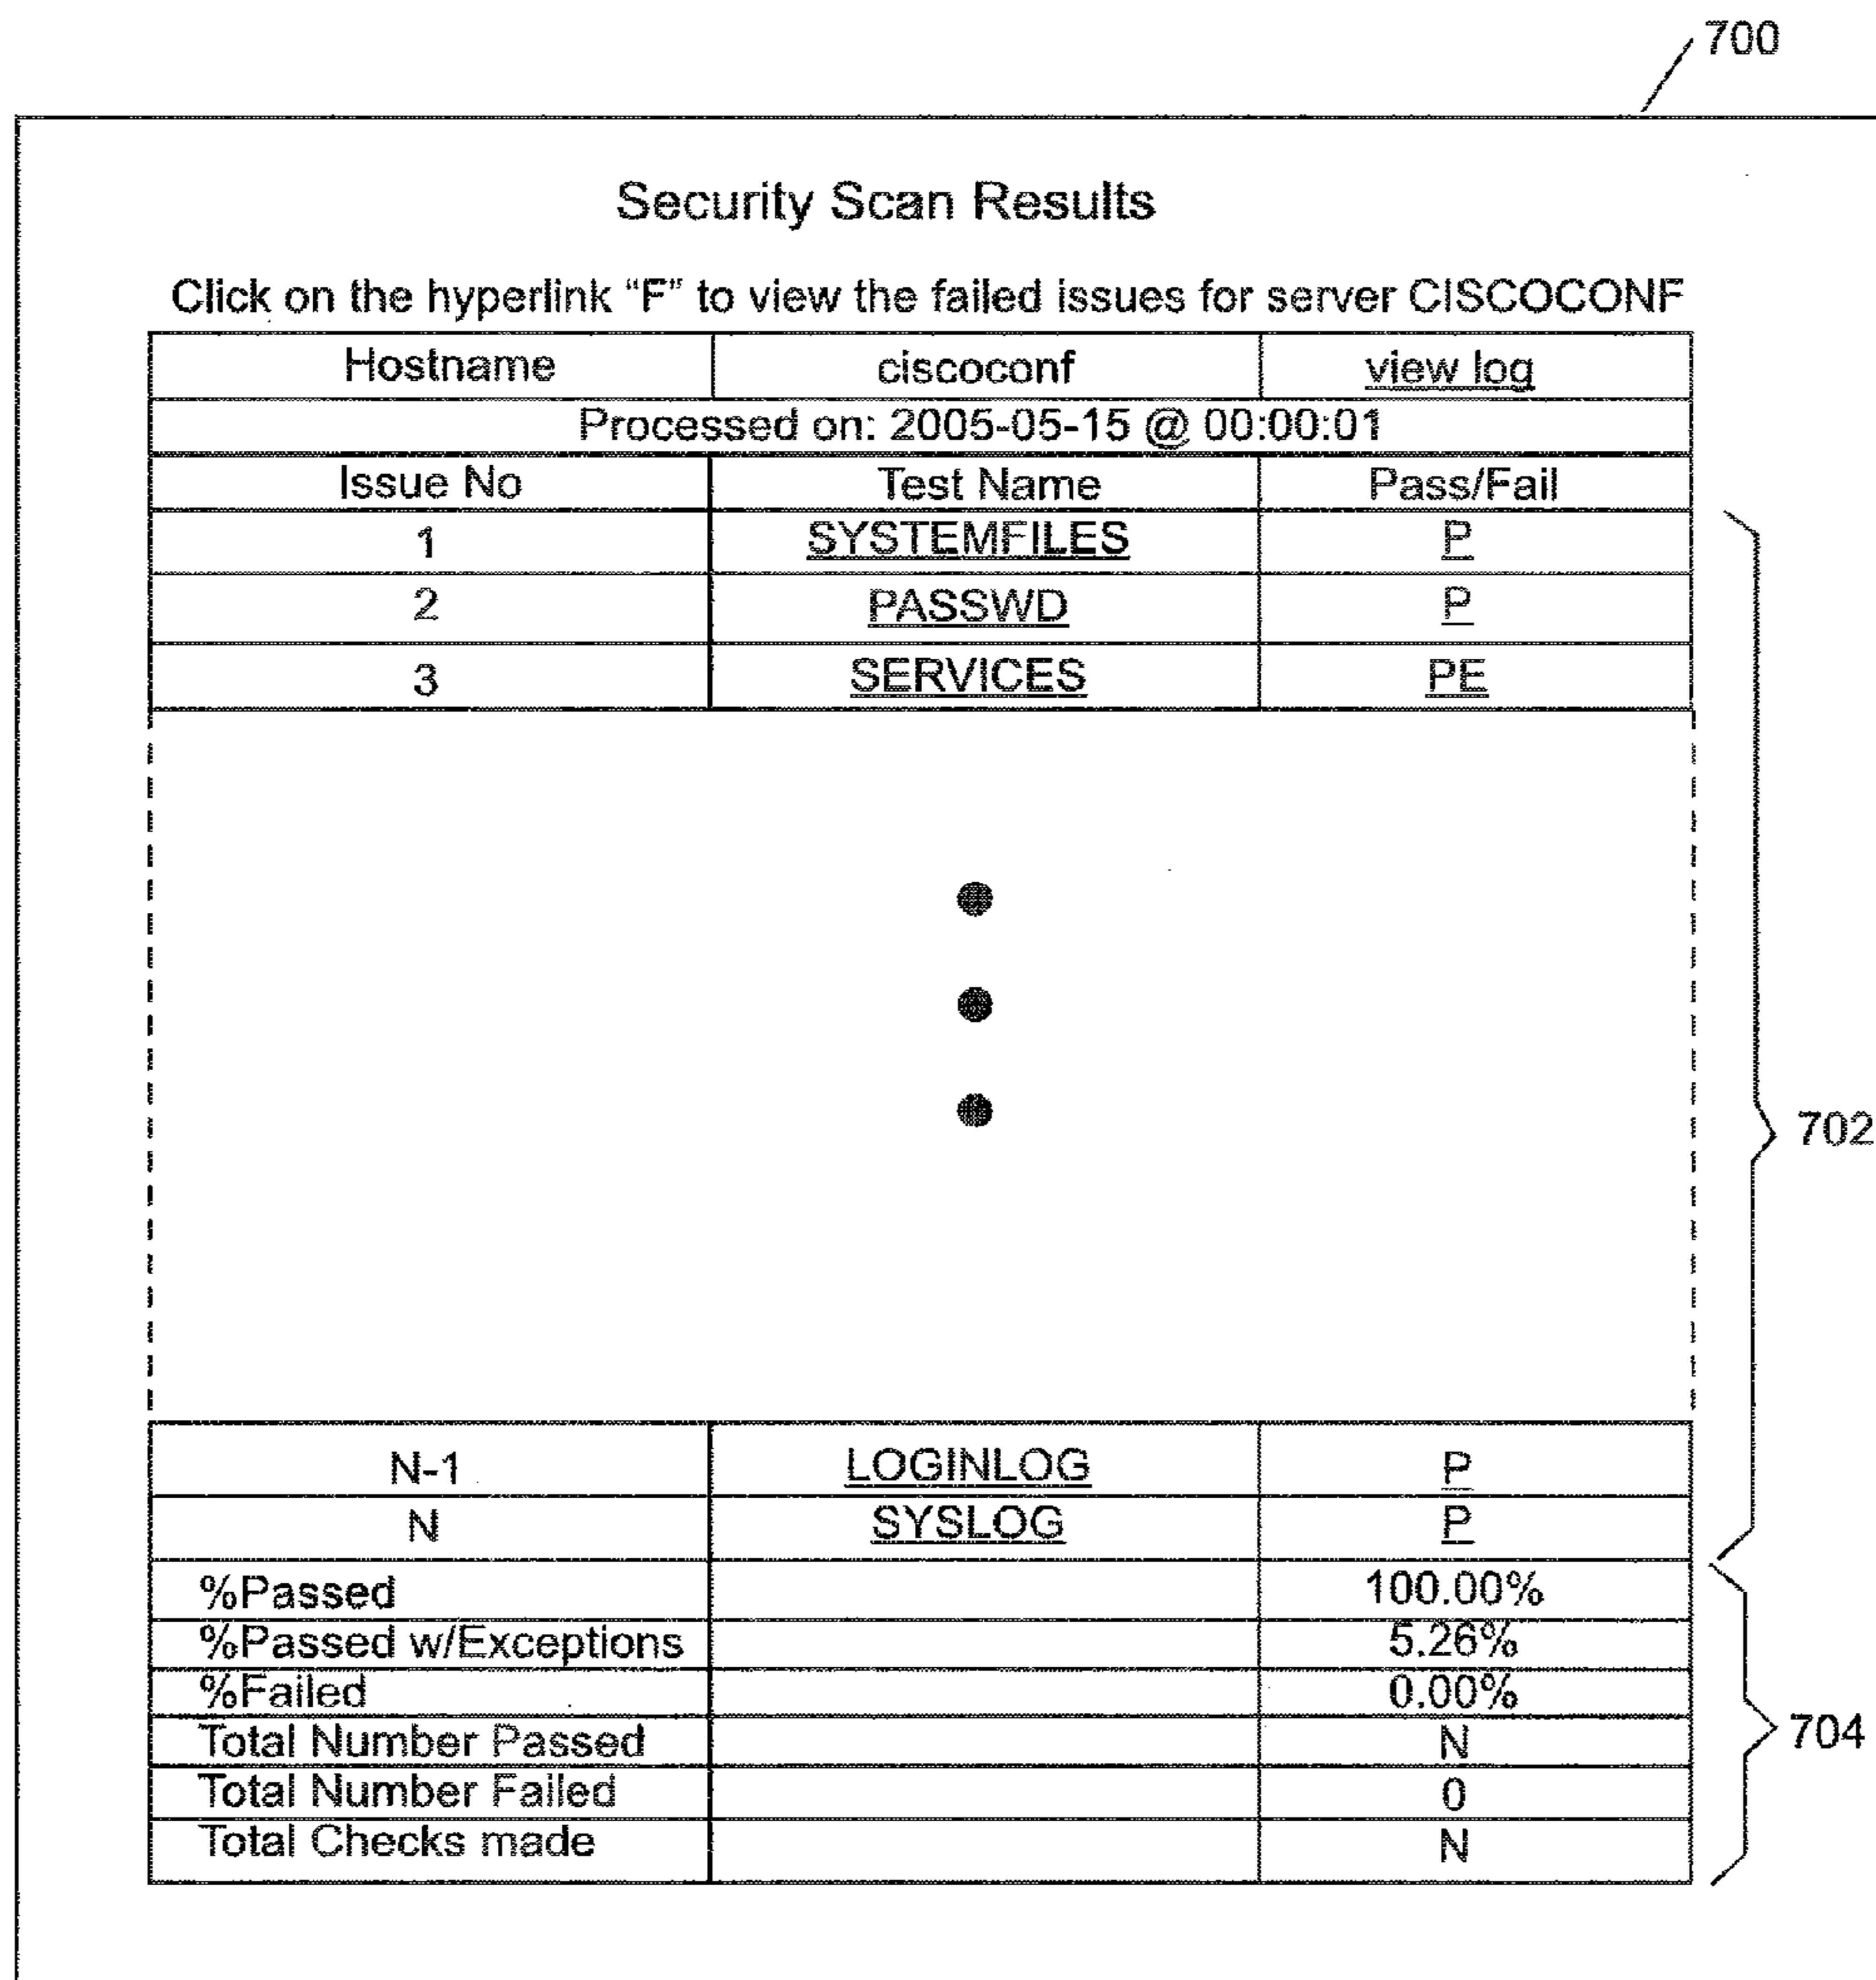 700
Security Scan Results
Click on the hyperlink “F” to view the failed issues for server CISCOCONF
Hostname ciscoconf view log
Processed on: 2005-05-15 @ 00:00:01
Issue No Test Name Pass/Fail
1 SYSTEMFILES P
2 PASSWD P
3 SERVICES PE
702
N-1 LOGINLOG P
N SYSLOG P
%Passed 100.00%
%Passed w/Exceptions 5.26%
%Failed 0.00%
704
Total Number Passed N
Total Number Failed 0
Total Checks made N